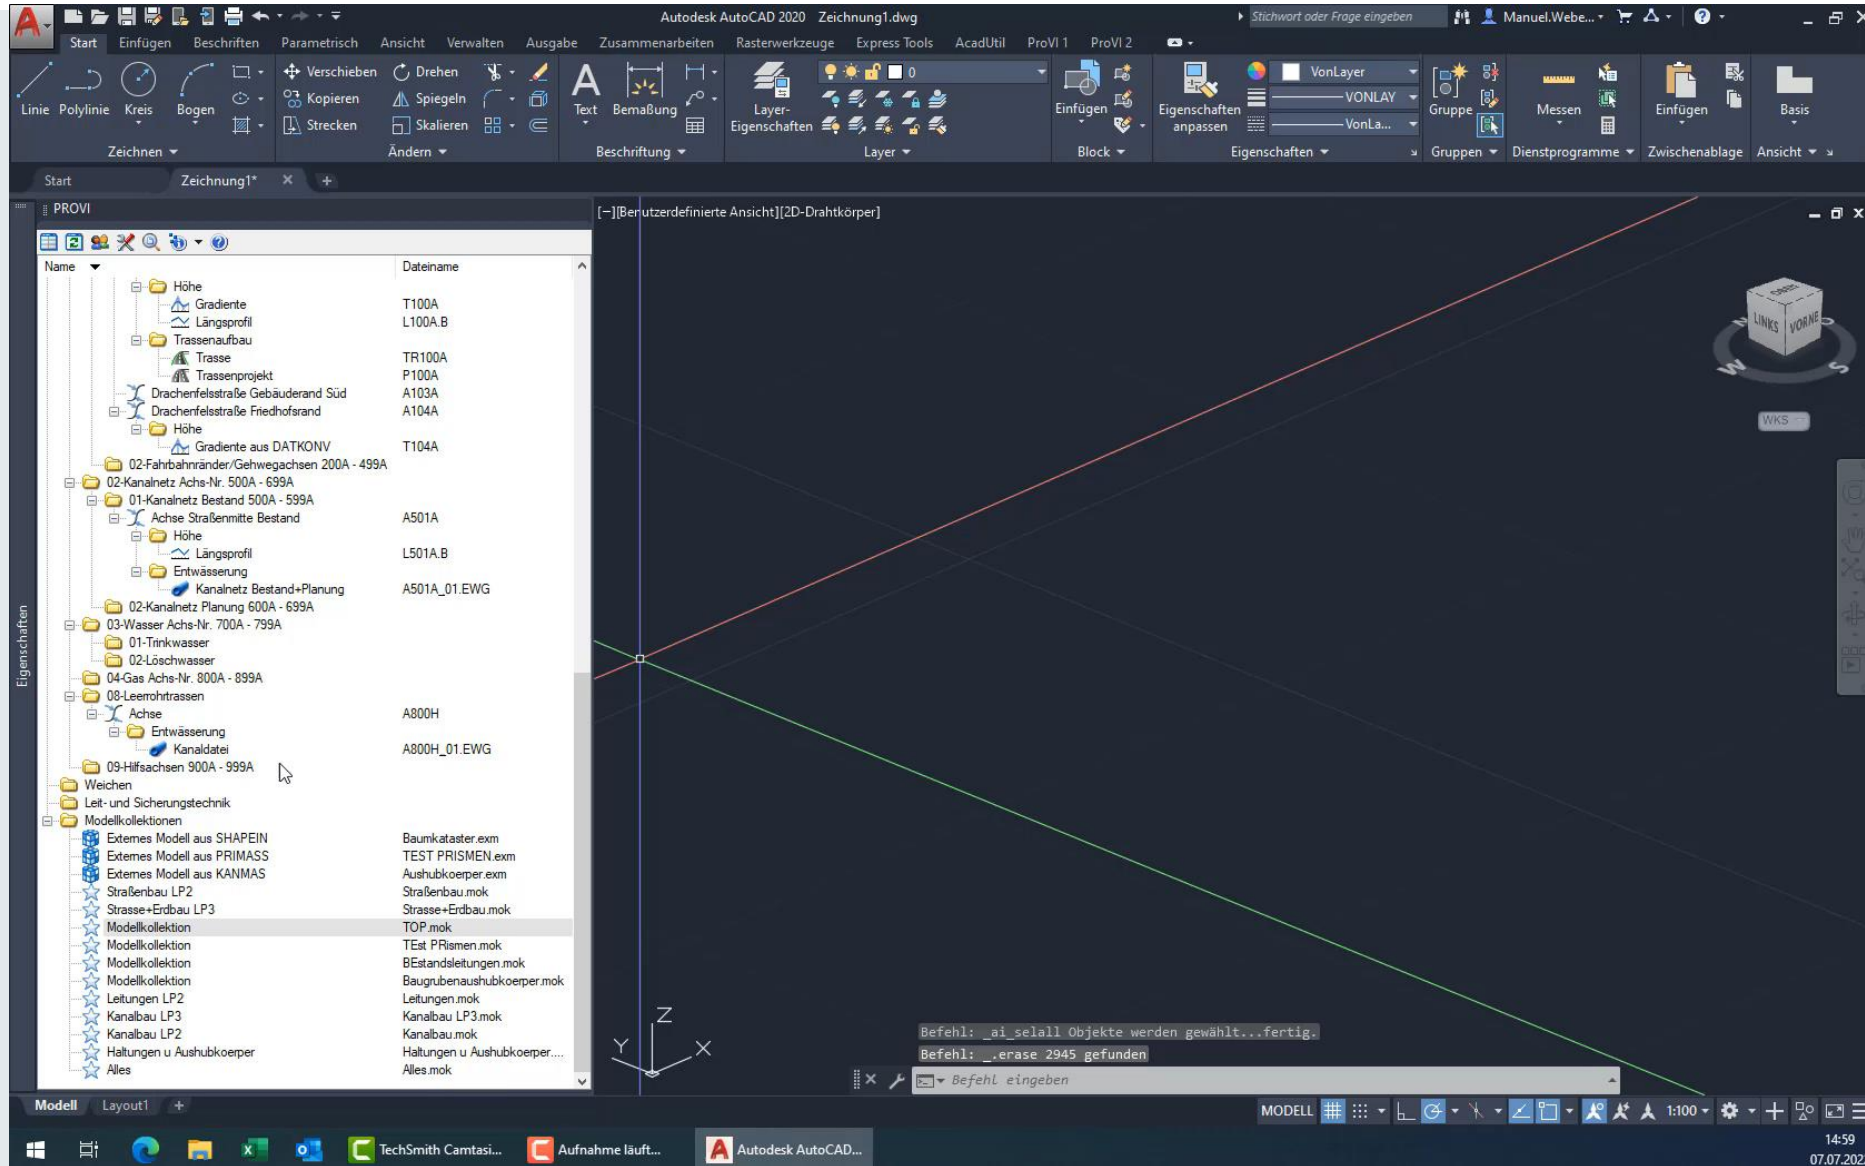 Autodesk AutoCAD 2020 Zeichnung1.dwg
Stichwort oder Frage eingeben
Manuel.Webe...
Start Einfügen Beschriften Parametrisch Ansicht Verwalten Ausgabe Zusammenarbeiten Rasterwerkzeuge Express Tools AcadUtil ProVI 1 ProVI 2
Verschieben Drehen 0 VonLayer
Linie Polylinie Kreis Bogen Kopieren Spiegeln Text Bemaßung Layer-Eigenschaften Einfügen Eigenschaften anpassen VONLAY Gruppe Messen Einfügen Basis
Strecken Skalieren VonLa...
Zeichnen Ändern Beschriftung Layer Block Eigenschaften Gruppen Dienstprogramme Zwischenablage Ansicht
Start Zeichnung1* +
PROVI
[−][Benutzerdefinierte Ansicht][2D-Drahtkörper]
Name Dateiname
Höhe
Gradiente T100A
Längsprofil L100A.B
Trassenaufbau
Trasse TR100A
Trassenprojekt P100A
Drachenfelsstraße Gebäuderand Süd A103A
Drachenfelsstraße Friedhofsrand A104A
Höhe
Gradiente aus DATKONV T104A
02-Fahrbahnränder/Gehwegachsen 200A - 499A
02-Kanalnetz Achs-Nr. 500A - 699A
01-Kanalnetz Bestand 500A - 599A
Achse Straßenmitte Bestand A501A
Höhe
Längsprofil L501A.B
Entwässerung
Kanalnetz Bestand+Planung A501A_01.EWG
02-Kanalnetz Planung 600A - 699A
03-Wasser Achs-Nr. 700A - 799A
01-Trinkwasser
02-Löschwasser
04-Gas Achs-Nr. 800A - 899A
08-Leerrohrtrassen
Achse A800H
Entwässerung
Kanaldatei A800H_01.EWG
09-Hilfsachsen 900A - 999A
Weichen
Leit- und Sicherungstechnik
Modellkollektionen
Externes Modell aus SHAPEIN Baumkataster.exm
Externes Modell aus PRIMASS TEST PRISMEN.exm
Externes Modell aus KANMAS Aushubkoerper.exm
Straßenbau LP2 Straßenbau.mok
Strasse+Erdbau LP3 Strasse+Erdbau.mok
Modellkollektion TOP.mok
Modellkollektion TEst PRismen.mok
Modellkollektion BEstandsleitungen.mok
Modellkollektion Baugrubenaushubkoerper.mok
Leitungen LP2 Leitungen.mok
Kanalbau LP3 Kanalbau LP3.mok
Kanalbau LP2 Kanalbau.mok
Haltungen u Aushubkoerper Haltungen u Aushubkoerper....
Alles Alles.mok
Eigenschaften
OBEN
LINKS VORNE
N W S
WKS
Z
Y X
Befehl: _ai_selall Objekte werden gewählt...fertig.
Befehl: _.erase 2945 gefunden
Befehl eingeben
Modell Layout1 +
MODELL 1:100
TechSmith Camtasi... Aufnahme läuft... Autodesk AutoCAD...
14:59
07.07.202